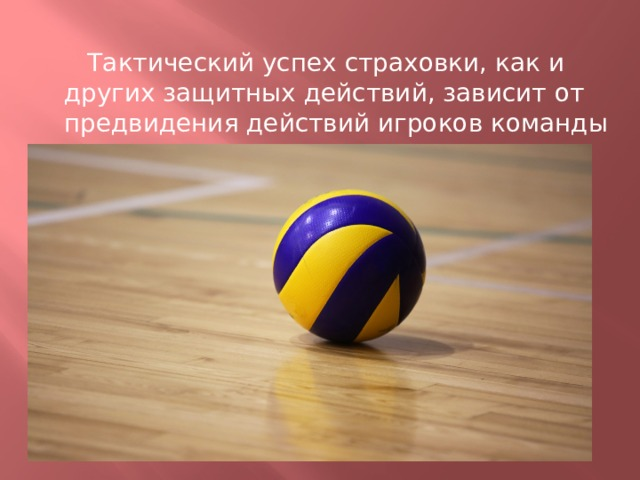 Тактический успех страховки, как и
других защитных действий, зависит от
предвидения действий игроков команды